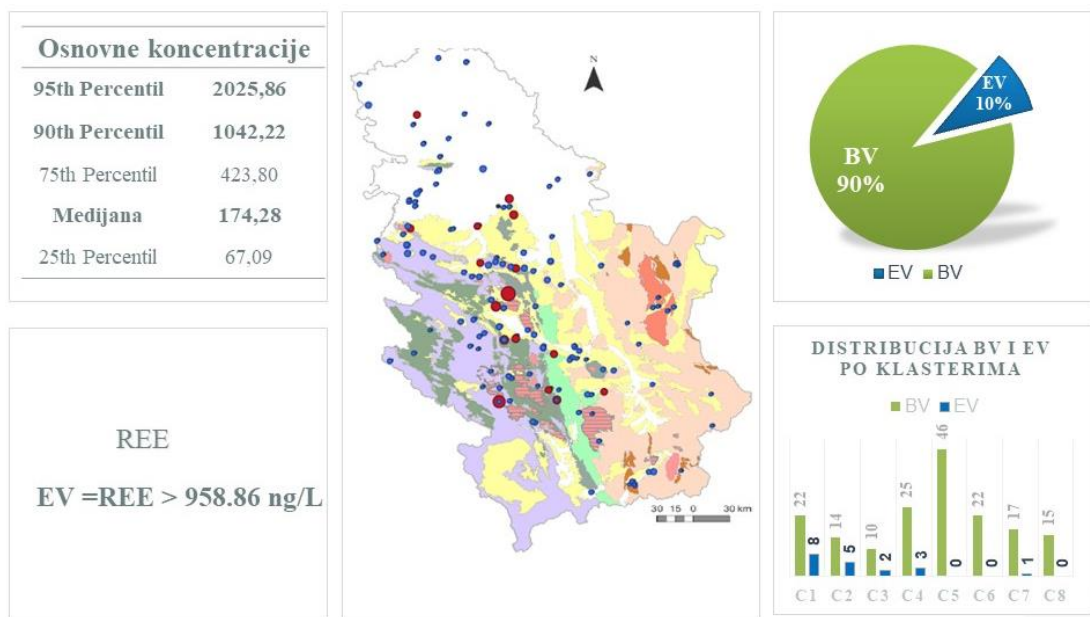 Osnovne koncentracije
95th Percentil 2025,86
90th Percentil 1042,22
75th Percentil 423,80
Medijana 174,28
25th Percentil 67,09
REE
EV =REE > 958.86 ng/L
N
30 15 0 30 km
EV
10%
BV
90%
EV BV
DISTRIBUCIJA BV I EV
PO KLASTERIMA
BV EV
22 8 14 5 10 2 25 3 46 0 22 0 17 1 15 0
C1 C2 C3 C4 C5 C6 C7 C8